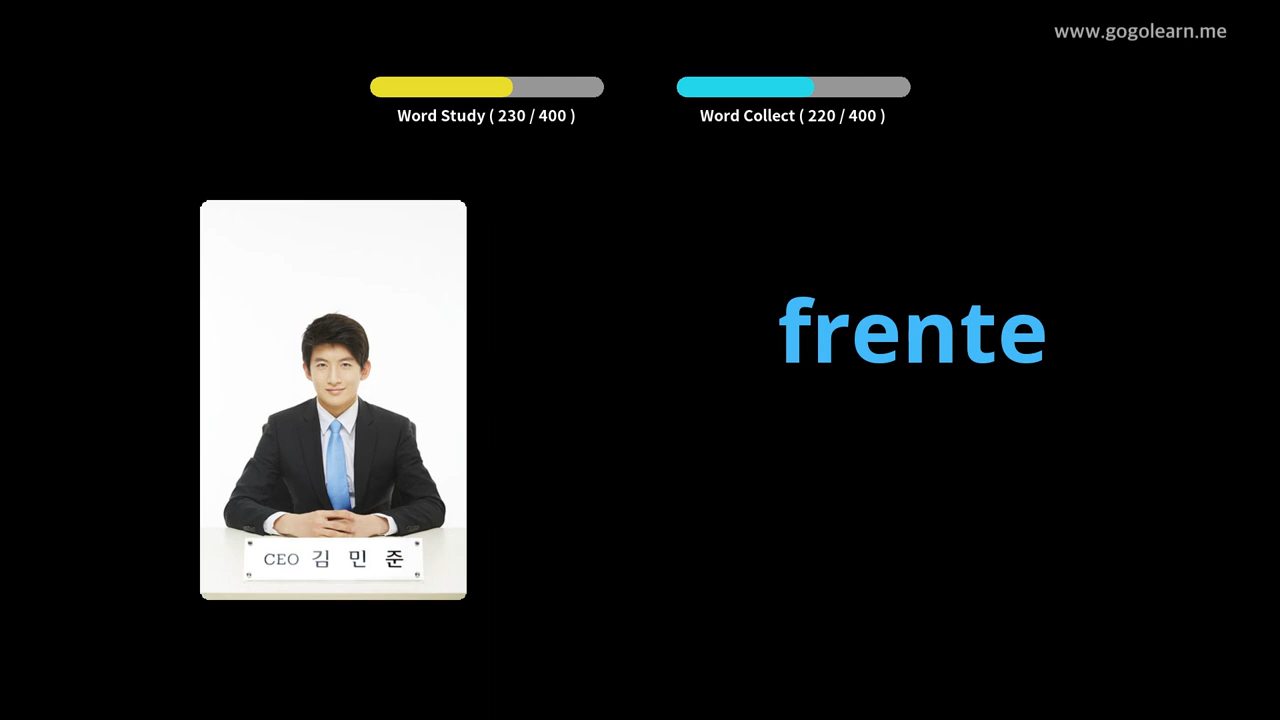 www.gogolearn.me
Word Study ( 230 / 400 )
Word Collect ( 220 / 400 )
frente
CEO 김 민 준